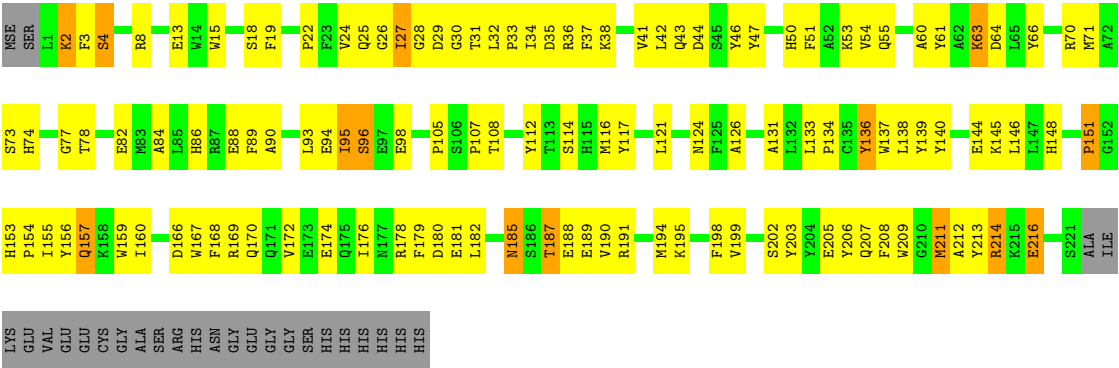 MSE SER L1 K2 F3 S4 R8 E13 W14 W15 S18 F19 P22 F23 V24 Q25 G26 I27 G28 D29 G30 T31 L32 P33 I34 D35 R36 F37 K38 V41 L42 Q43 D44 S45 Y46 Y47 H50 F51 A52 K53 V54 Q55 A60 Y61 A62 K63 D64 L65 Y66 R70 M71 A72
S73 H74 G77 T78 E82 M83 A84 L85 H86 R87 E88 F89 A90 L93 E94 I95 S96 E97 E98 P105 S106 P107 T108 Y112 T113 S114 H115 M116 Y117 L121 N124 F125 A126 A131 L132 L133 P134 C135 Y136 W137 L138 Y139 Y140 E144 K145 L146 L147 H148 P151 G152
H153 P154 I155 Y156 Q157 K158 W159 I160 D166 W167 F168 R169 Q170 Q171 V172 E173 E174 Q175 I176 N177 R178 F179 D180 E181 L182 N185 S186 T187 E188 E189 V190 R191 M194 K195 F198 V199 S202 Y203 Y204 E205 Y206 Q207 F208 W209 G210 M211 A212 Y213 R214 K215 E216 S221 ALA ILE
LYS GLU VAL GLU GLU CYS GLY ALA SER ARG HIS ASN GLY GLU GLY GLY SER HIS HIS HIS HIS HIS HIS